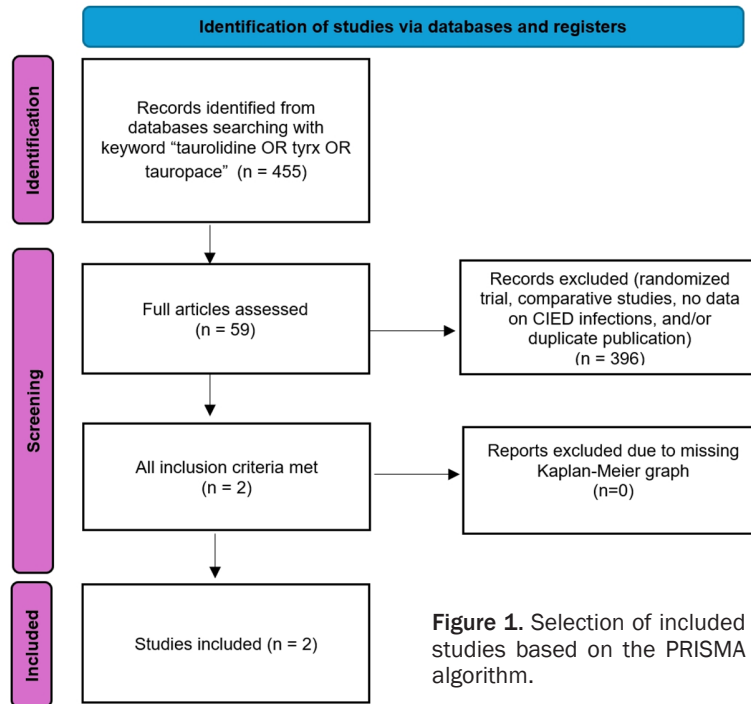 Identification of studies via databases and registers
Identification
Records identified from
databases searching with
keyword “taurolidine OR tyrx OR
tauropace” (n = 455)
Screening
Full articles assessed
(n = 59)
Records excluded (randomized
trial, comparative studies, no data
on CIED infections, and/or
duplicate publication)
(n = 396)
All inclusion criteria met
(n = 2)
Reports excluded due to missing
Kaplan-Meier graph
(n=0)
Included
Studies included (n = 2)
Figure 1. Selection of included
studies based on the PRISMA
algorithm.